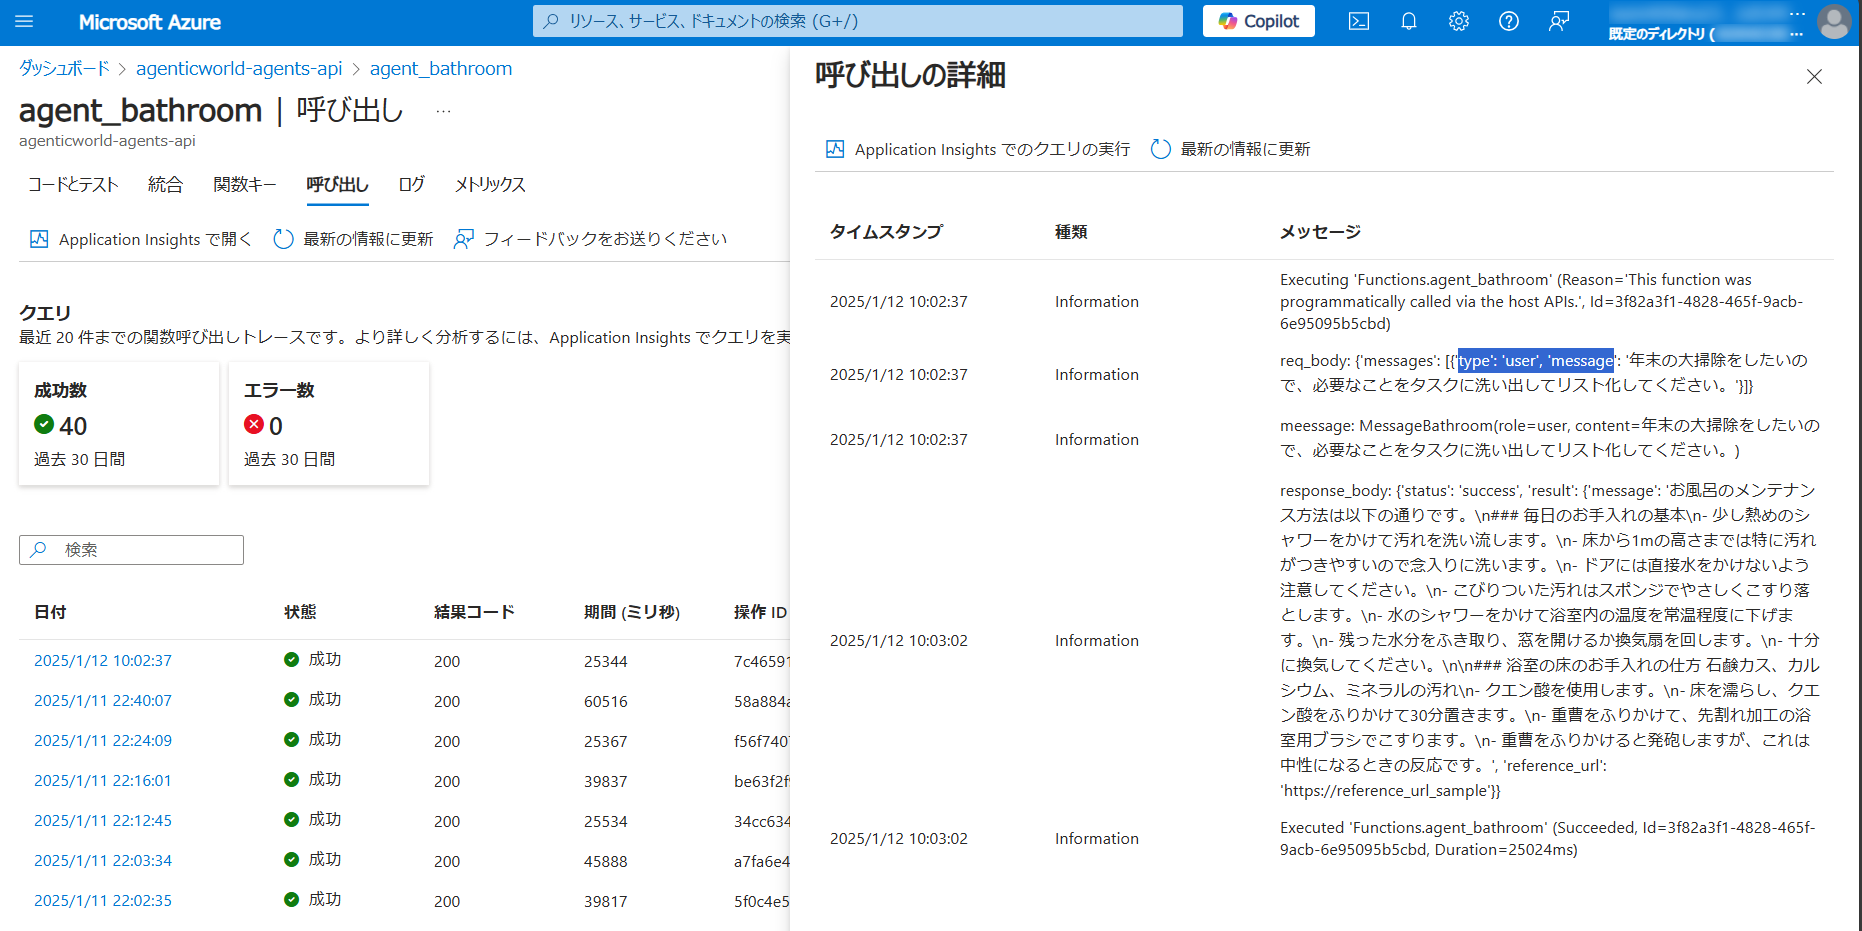 Microsoft Azure
リソース、サービス、ドキュメントの検索 (G+/)
Copilot
...
既定のディレクトリ (
...
ダッシュボード > agenticworld-agents-api > agent_bathroom
agent_bathroom | 呼び出し ...
agenticworld-agents-api
コードとテスト 統合 関数キー 呼び出し ログ メトリックス
Application Insights で開く 最新の情報に更新 フィードバックをお送りください
クエリ
最近 20 件までの関数呼び出しトレースです。より詳しく分析するには、Application Insights でクエリを実
成功数
40
過去 30 日間
エラー数
0
過去 30 日間
検索
日付 状態 結果コード 期間 (ミリ秒) 操作 ID
2025/1/12 10:02:37 成功 200 25344 7c46591
2025/1/11 22:40:07 成功 200 60516 58a884a
2025/1/11 22:24:09 成功 200 25367 f56f740
2025/1/11 22:16:01 成功 200 39837 be63f2f
2025/1/11 22:12:45 成功 200 25534 34cc634
2025/1/11 22:03:34 成功 200 45888 a7fa6e4
2025/1/11 22:02:35 成功 200 39817 5f0c4e5
呼び出しの詳細
Application Insights でのクエリの実行 最新の情報に更新
タイムスタンプ 種類 メッセージ
2025/1/12 10:02:37 Information
Executing 'Functions.agent_bathroom' (Reason='This function was
programmatically called via the host APIs.', Id=3f82a3f1-4828-465f-9acb-
6e95095b5cbd)
2025/1/12 10:02:37 Information
req_body: {'messages': [{'type': 'user', 'message': '年末の大掃除をしたいの
で、必要なことをタスクに洗い出してリスト化してください。'}]}
2025/1/12 10:02:37 Information
meessage: MessageBathroom(role=user, content=年末の大掃除をしたいの
で、必要なことをタスクに洗い出してリスト化してください。)
2025/1/12 10:03:02 Information
response_body: {'status': 'success', 'result': {'message': 'お風呂のメンテナン
ス方法は以下の通りです。\n### 毎日のお手入れの基本\n- 少し熱めのシ
ャワーをかけて汚れを洗い流します。\n- 床から1mの高さまでは特に汚れ
がつきやすいので念入りに洗います。\n- ドアには直接水をかけないよう
注意してください。\n- こびりついた汚れはスポンジでやさしくこすり落
とします。\n- 水のシャワーをかけて浴室内の温度を常温程度に下げま
す。\n- 残った水分をふき取り、窓を開けるか換気扇を回します。\n- 十分
に換気してください。\n\n### 浴室の床のお手入れの仕方 石鹸カス、カル
シウム、ミネラルの汚れ\n- クエン酸を使用します。\n- 床を濡らし、クエ
ン酸をふりかけて30分置きます。\n- 重曹をふりかけて、先割れ加工の浴
室用ブラシでこすります。\n- 重曹をふりかけると発砲しますが、これは
中性になるときの反応です。', 'reference_url':
'https://reference_url_sample'}}
2025/1/12 10:03:02 Information
Executed 'Functions.agent_bathroom' (Succeeded, Id=3f82a3f1-4828-465f-
9acb-6e95095b5cbd, Duration=25024ms)